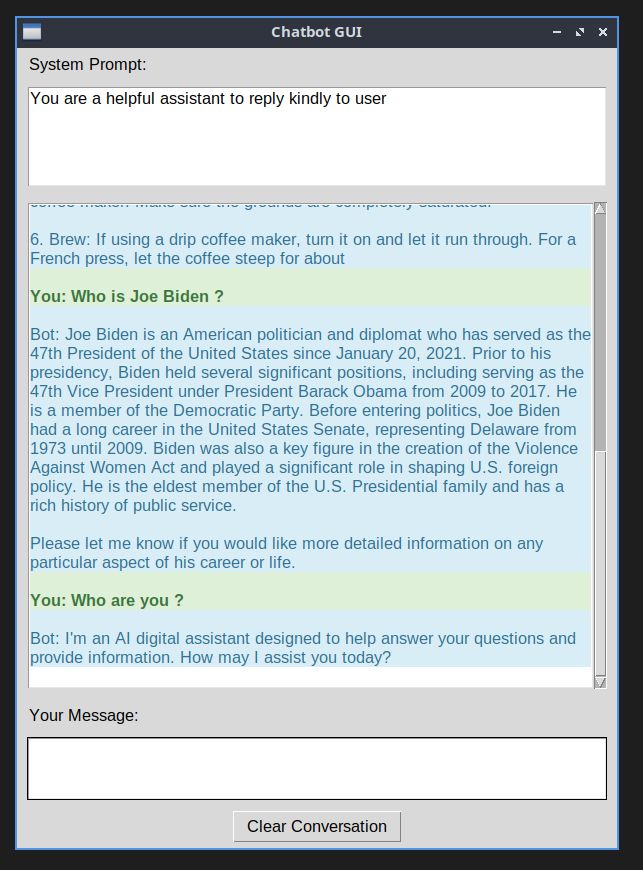 Chatbot GUI
System Prompt:
You are a helpful assistant to reply kindly to user
coffee maker. Make sure the grounds are completely saturated.
6. Brew: If using a drip coffee maker, turn it on and let it run through. For a
French press, let the coffee steep for about
You: Who is Joe Biden ?
Bot: Joe Biden is an American politician and diplomat who has served as the
47th President of the United States since January 20, 2021. Prior to his
presidency, Biden held several significant positions, including serving as the
47th Vice President under President Barack Obama from 2009 to 2017. He
is a member of the Democratic Party. Before entering politics, Joe Biden
had a long career in the United States Senate, representing Delaware from
1973 until 2009. Biden was also a key figure in the creation of the Violence
Against Women Act and played a significant role in shaping U.S. foreign
policy. He is the eldest member of the U.S. Presidential family and has a
rich history of public service.
Please let me know if you would like more detailed information on any
particular aspect of his career or life.
You: Who are you ?
Bot: I'm an AI digital assistant designed to help answer your questions and
provide information. How may I assist you today?
Your Message:
Clear Conversation